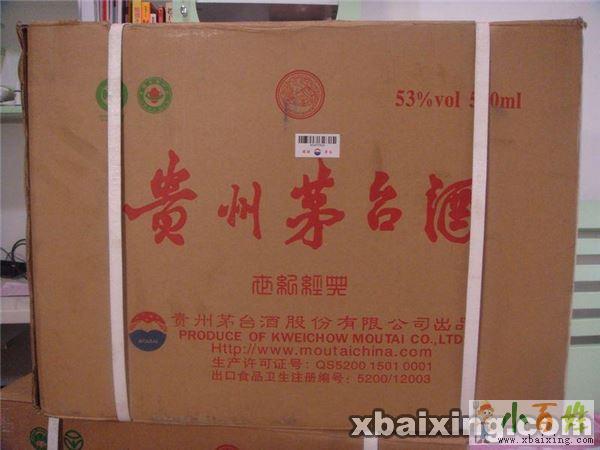 53%vol
ml
贵州茅台酒
世纪经典
贵州茅台酒股份有限公司出品
PRODUCE OF KWEICHOW MOUTAI CO.,LTD
Http://www.moutaichina.com
生产许可证号：QS5200 1501 0001
出口食品卫生注册编号：5200/12003
MOUTAI
xbaixing.com
小百姓
www.xbaixing.com